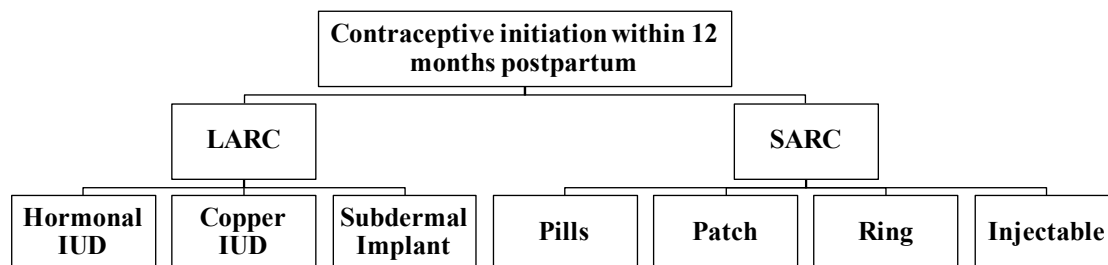 Contraceptive initiation within 12
months postpartum
LARC
SARC
Hormonal
IUD
Copper
IUD
Subdermal
Implant
Pills
Patch
Ring
Injectable